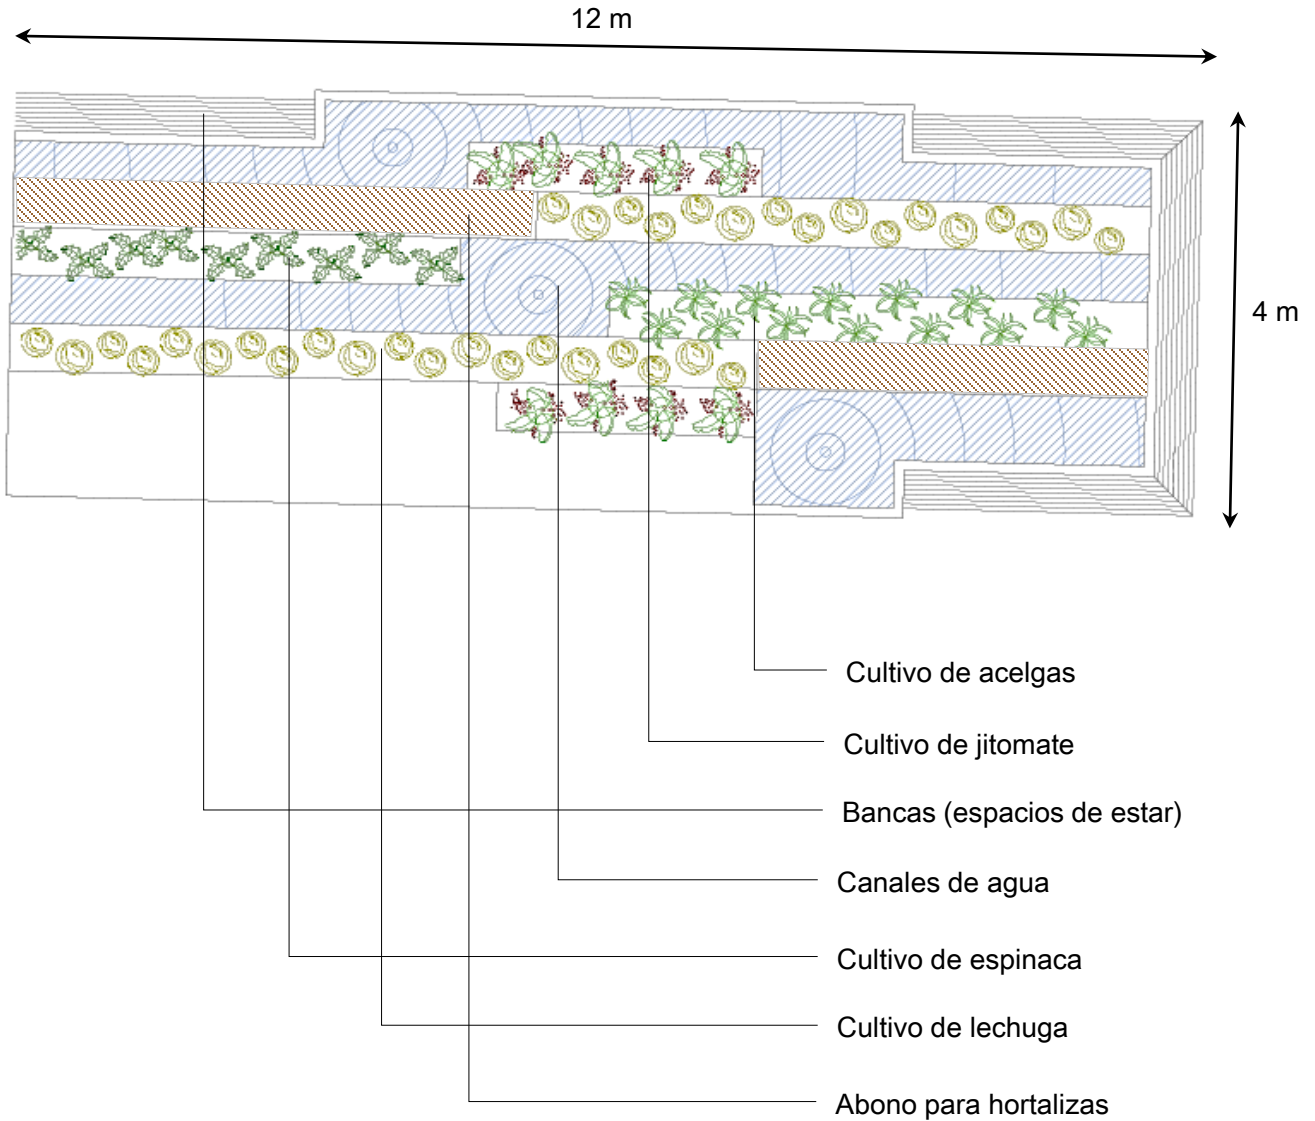 12 m
4 m
Cultivo de acelgas
Cultivo de jitomate
Bancas (espacios de estar)
Canales de agua
Cultivo de espinaca
Cultivo de lechuga
Abono para hortalizas